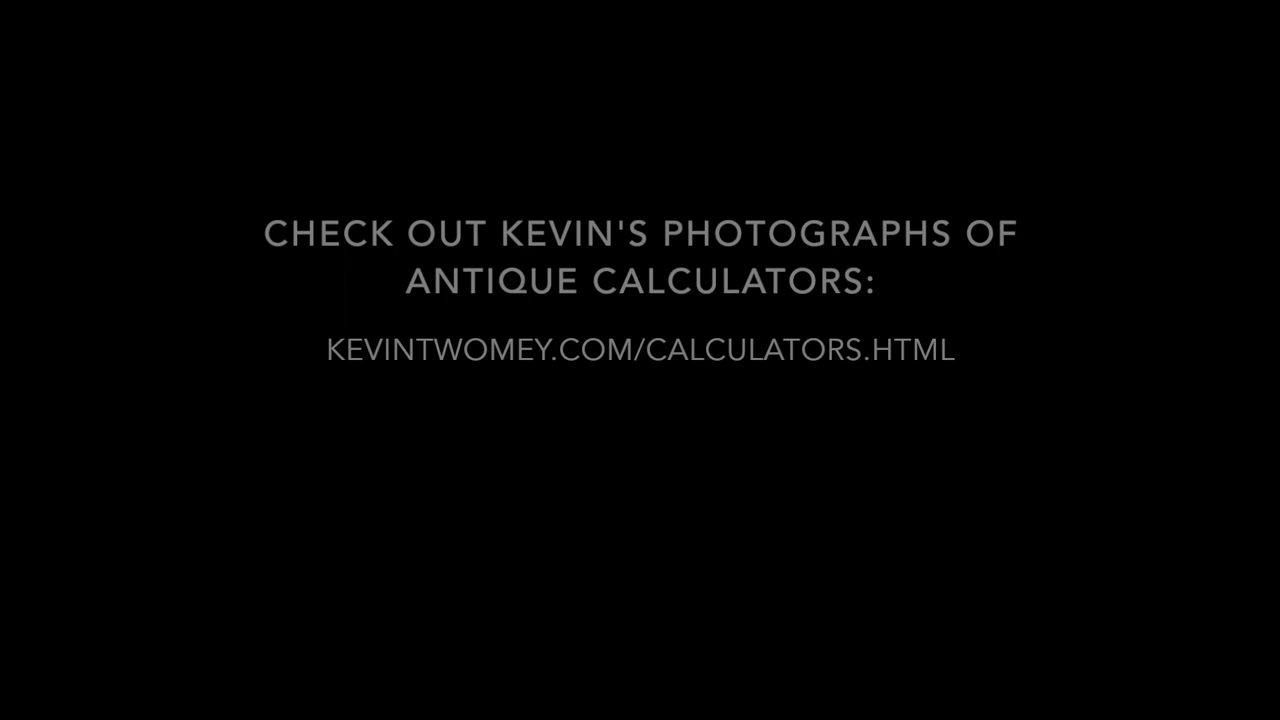 CHECK OUT KEVIN'S PHOTOGRAPHS OF
ANTIQUE CALCULATORS:
KEVINTWOMEY.COM/CALCULATORS.HTML